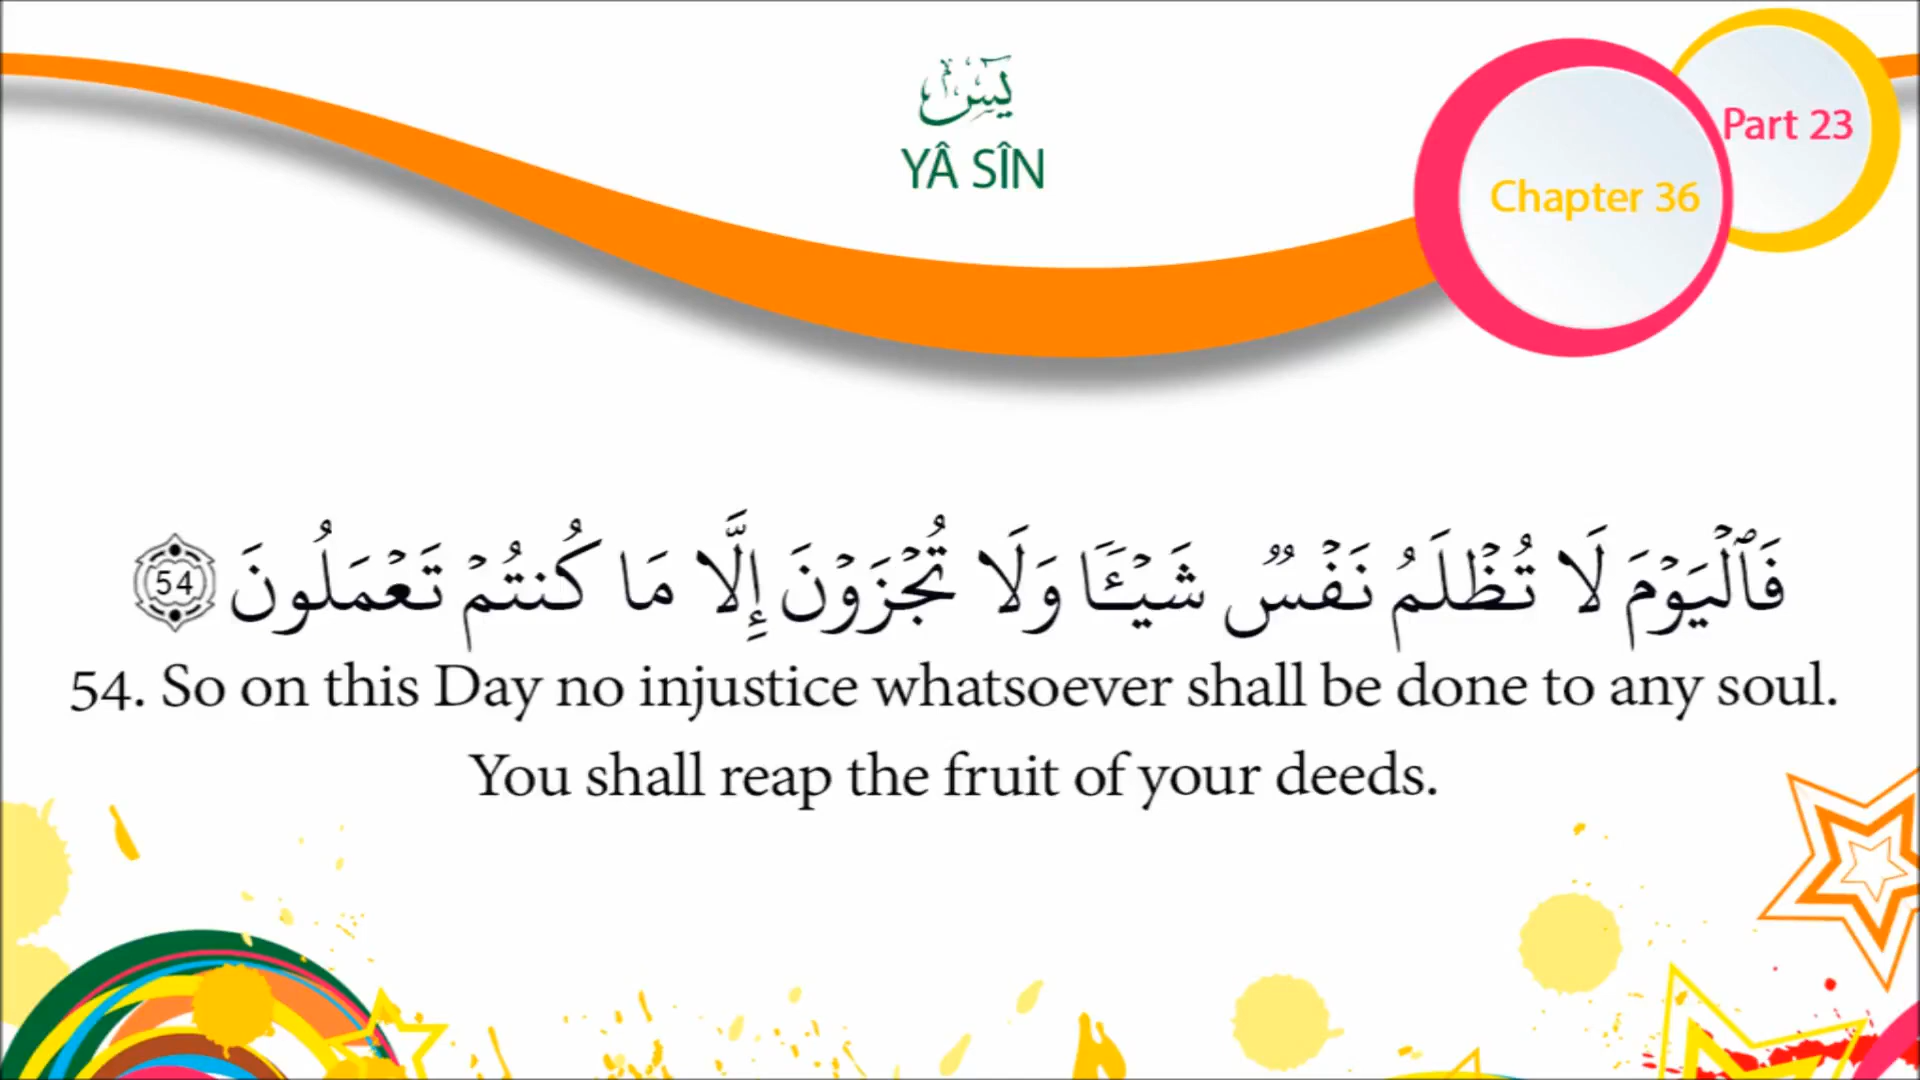 يسٓ
YÂ SÎN
Part 23
Chapter 36
فَٱلْيَوْمَ لَا تُظْلَمُ نَفْسٌ شَيْـًٔا وَلَا تُجْزَوْنَ إِلَّا مَا كُنتُمْ تَعْمَلُونَ 54
54. So on this Day no injustice whatsoever shall be done to any soul.
You shall reap the fruit of your deeds.